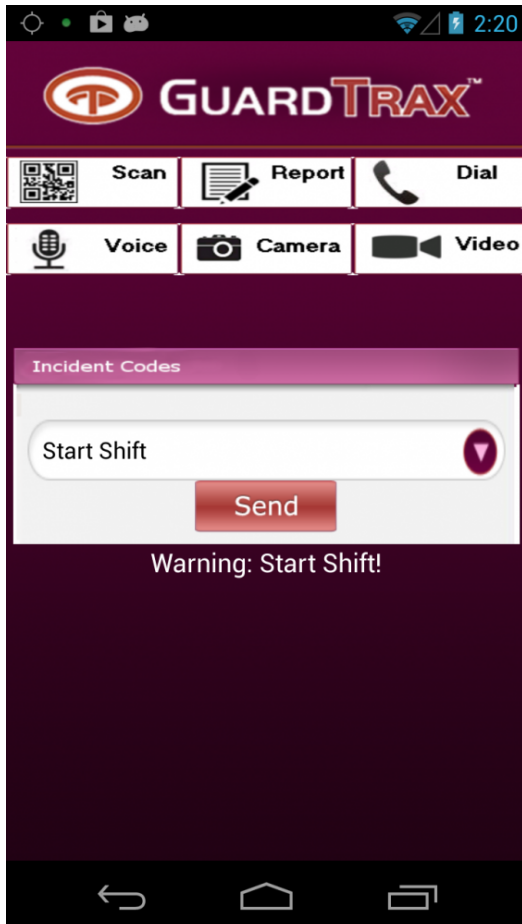 2:20
GUARDTRAX™
Scan Report Dial
Voice Camera Video
Incident Codes
Start Shift
Send
Warning: Start Shift!